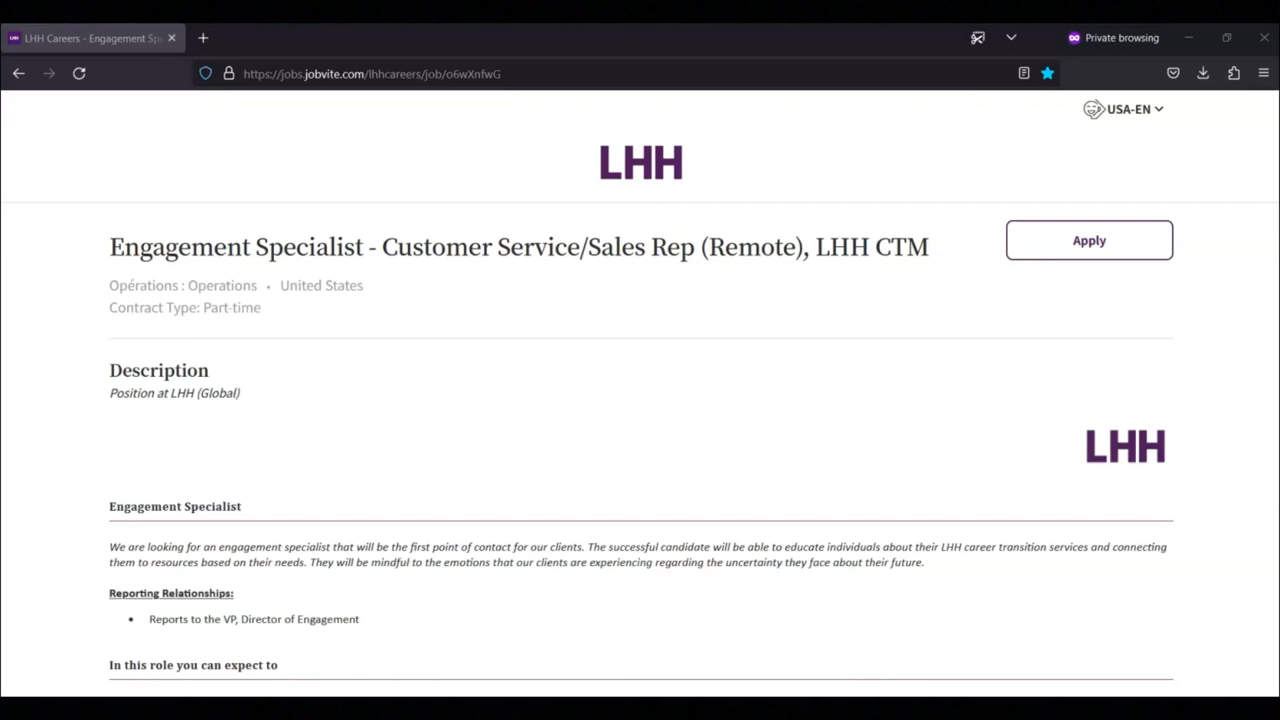 LHH LHH Careers - Engagement Sp
Private browsing
https://jobs.jobvite.com/lhhcareers/job/o6wXnfwG
USA-EN
LHH
Engagement Specialist - Customer Service/Sales Rep (Remote), LHH CTM
Apply
Opérations : Operations • United States
Contract Type: Part-time
Description
Position at LHH (Global)
LHH
Engagement Specialist
We are looking for an engagement specialist that will be the first point of contact for our clients. The successful candidate will be able to educate individuals about their LHH career transition services and connecting
them to resources based on their needs. They will be mindful to the emotions that our clients are experiencing regarding the uncertainty they face about their future.
Reporting Relationships:
• Reports to the VP, Director of Engagement
In this role you can expect to